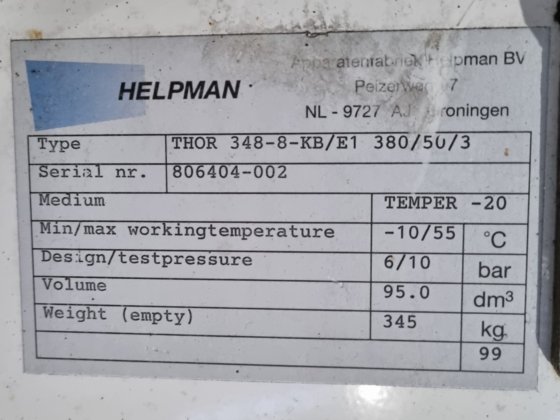 Apparatenfabriek Helpman BV
HELPMAN
Peizerweg 7
NL - 9727 AJ Groningen
Type THOR 348-8-KB/E1 380/50/3
Serial nr. 806404-002
Medium TEMPER -20
Min/max workingtemperature -10/55 °C
Design/testpressure 6/10 bar
Volume 95.0 dm³
Weight (empty) 345 kg
99